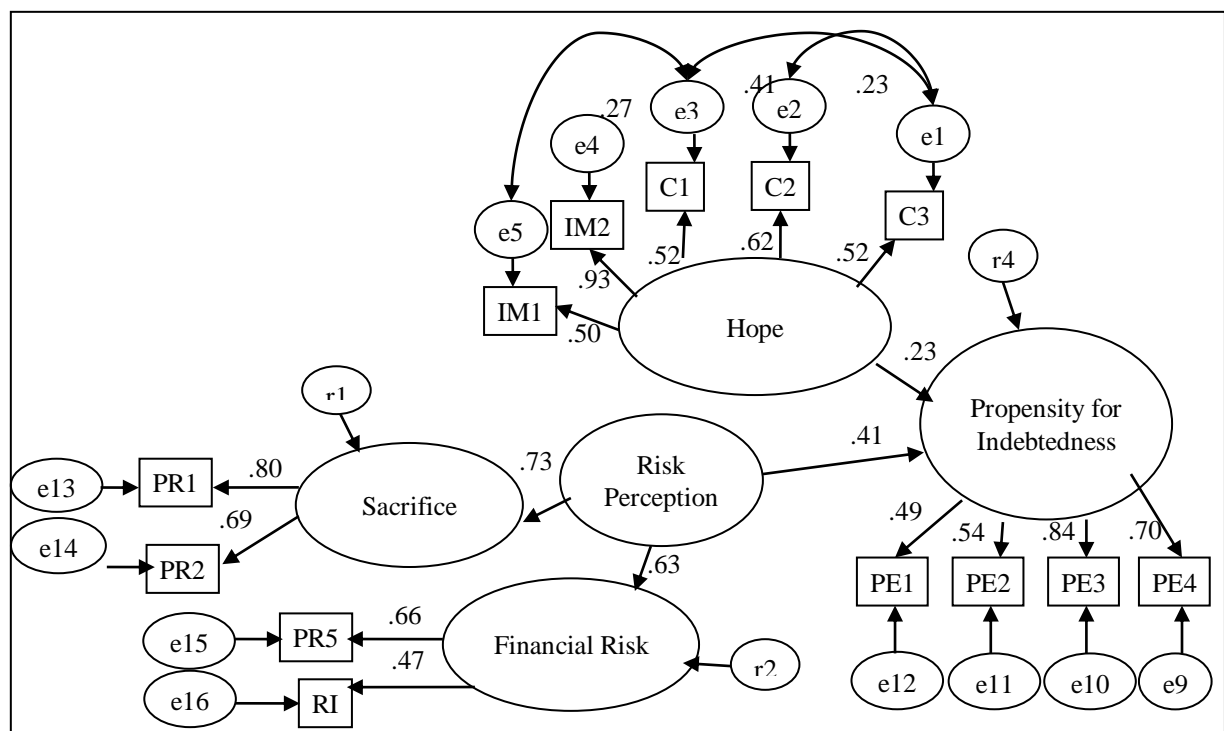 .41
.23
.27
e3
e2
e1
e4
C1
C2
C3
IM2
e5
.52
.62
.52
r4
.93
IM1
.50
Hope
.23
Propensity for
Indebtedness
r1
.41
.73
Risk
Perception
.80
e13
PR1
Sacrifice
.69
.49
.54
.84
.70
e14
PR2
.63
PE1
PE2
PE3
PE4
.66
e15
PR5
Financial Risk
.47
r2
e16
RI
e12
e11
e10
e9